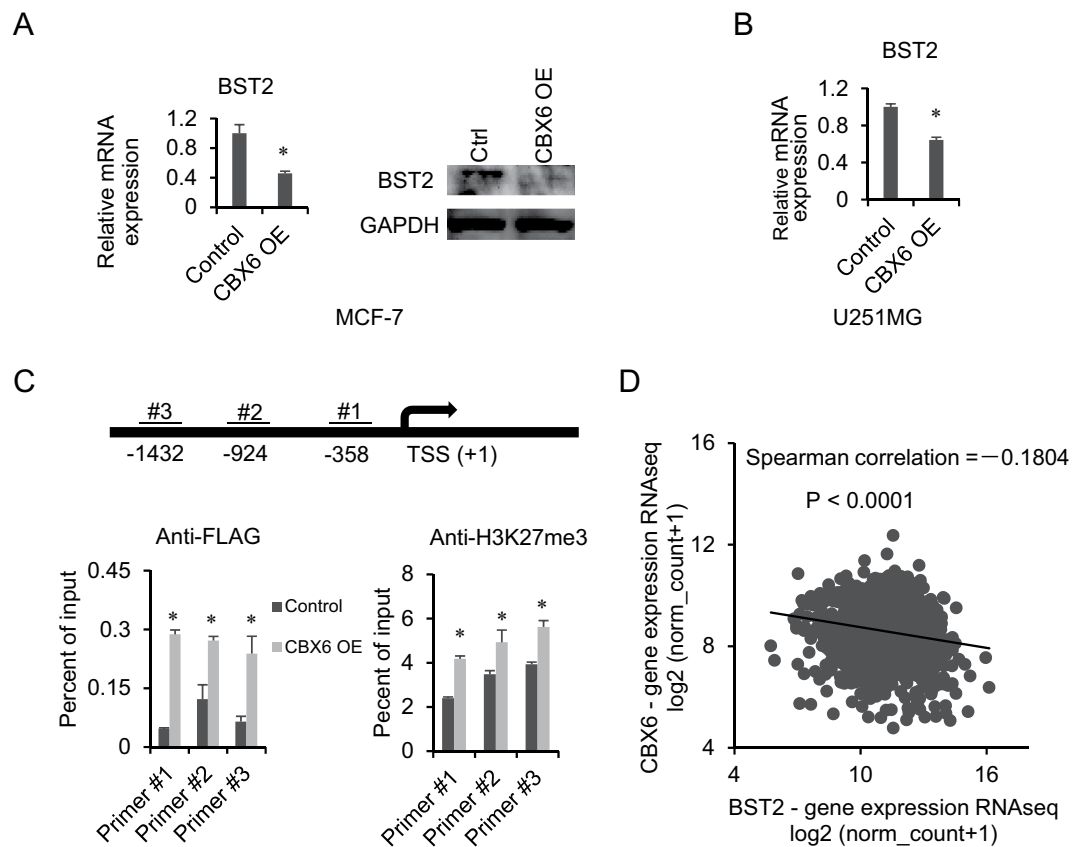 A
BST2
Relative mRNA
expression
1.2
0.8
0.4
0
Control
CBX6 OE
Ctrl
CBX6 OE
BST2
GAPDH
MCF-7
B
BST2
Relative mRNA
expression
1.2
0.8
0.4
0
Control
CBX6 OE
U251MG
*
*
C
#3 #2 #1
-1432 -924 -358 TSS (+1)
Anti-FLAG
Percent of input
0.45
0.3
0.15
0
* * *
Primer #1
Primer #2
Primer #3
Control
CBX6 OE
Anti-H3K27me3
Pecent of input
8
6
4
2
0
* * *
Primer #1
Primer #2
Primer #3
D
CBX6 - gene expression RNAseq
log2 (norm_count+1)
16
12
8
4
Spearman correlation =−0.1804
P < 0.0001
4 10 16
BST2 - gene expression RNAseq
log2 (norm_count+1)